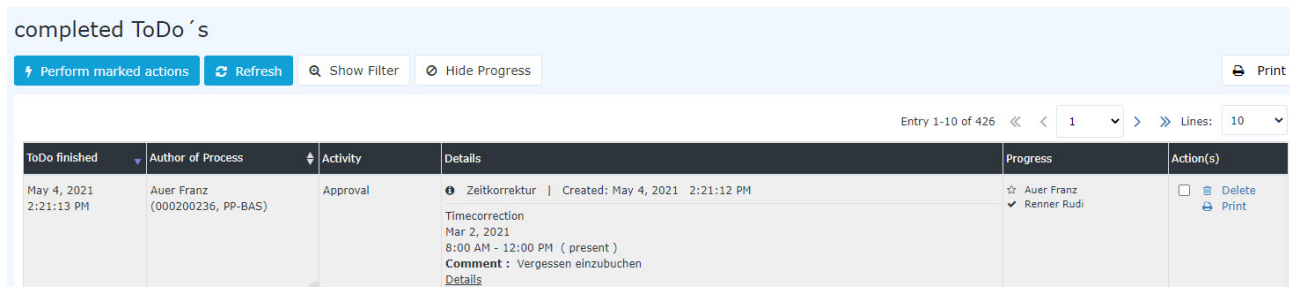 completed ToDo´s
Perform marked actions Refresh Show Filter Hide Progress Print
Entry 1-10 of 426 1 Lines: 10
ToDo finished Author of Process Activity Details Progress Action(s)
May 4, 2021 Auer Franz Approval Zeitkorrektur | Created: May 4, 2021 2:21:12 PM Auer Franz Delete
2:21:13 PM (000200236, PP-BAS) Renner Rudi Print
Timecorrection
Mar 2, 2021
8:00 AM - 12:00 PM ( present )
Comment : Vergessen einzubuchen
Details